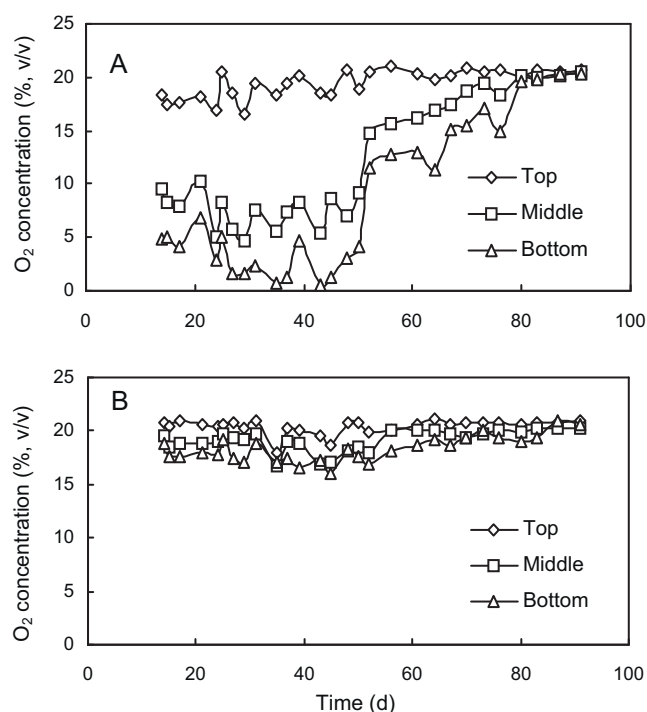 A
O₂ concentration (%, v/v)
25
20
15
10
5
0
Top
Middle
Bottom
0 20 40 60 80 100
B
O₂ concentration (%, v/v)
25
20
15
10
5
0
Top
Middle
Bottom
0 20 40 60 80 100
Time (d)